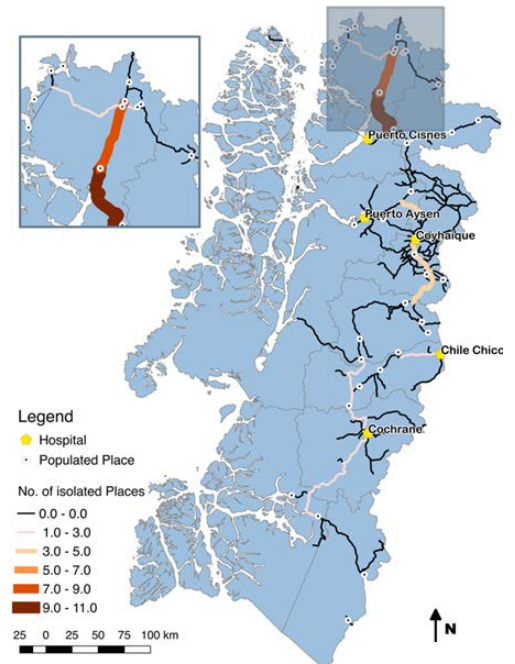 Puerto Cisnes
Puerto Aysen
Coyhaique
Chile Chico
Cochrane
Legend
Hospital
Populated Place
No. of isolated Places
0.0 - 0.0
1.0 - 3.0
3.0 - 5.0
5.0 - 7.0
7.0 - 9.0
9.0 - 11.0
25 0 25 50 75 100 km
N